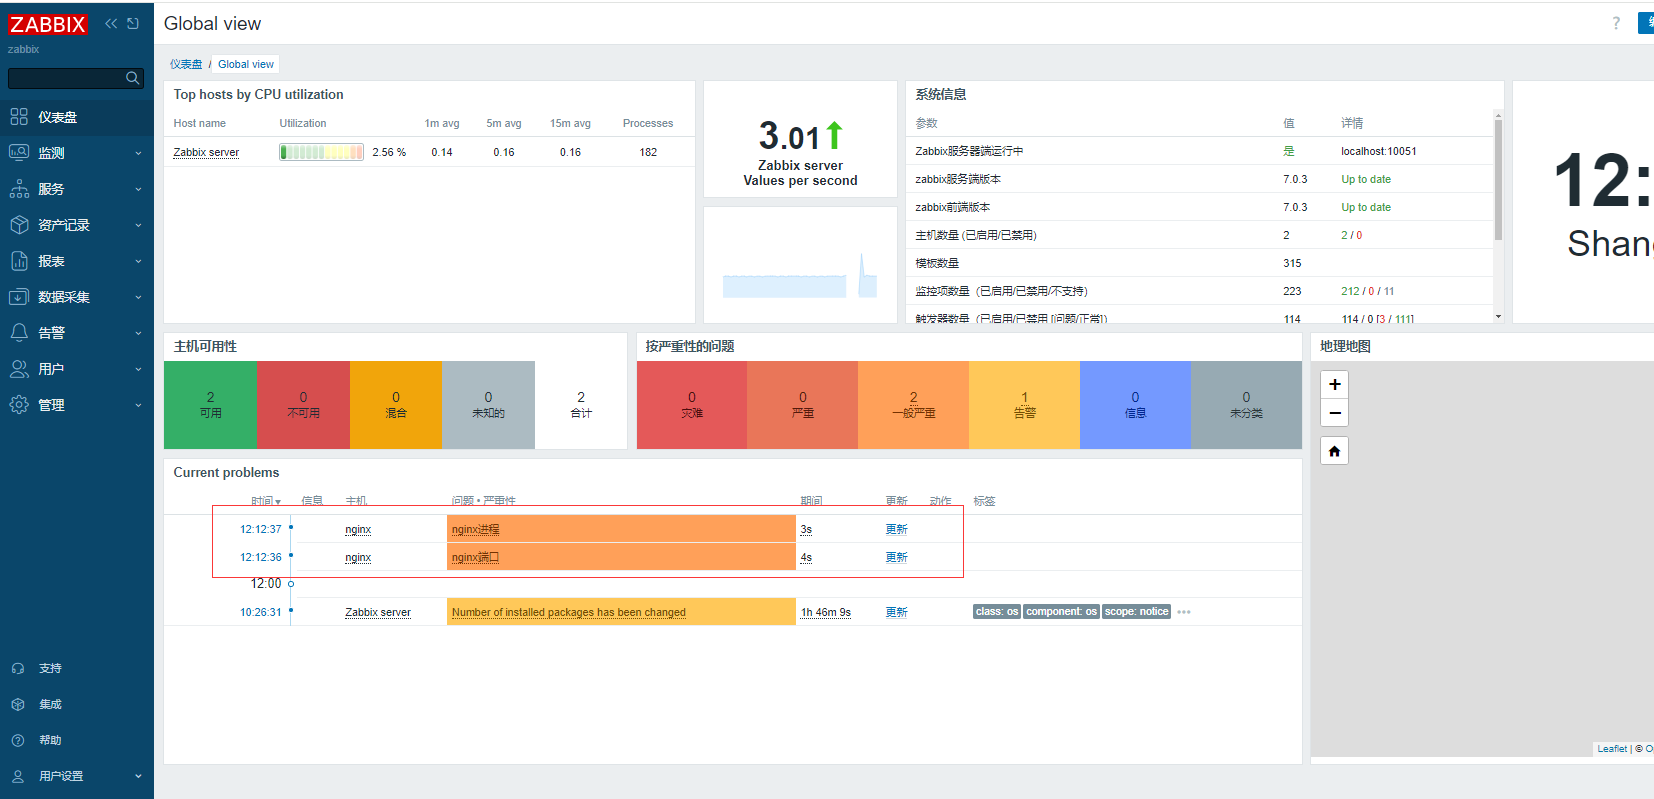 ZABBIX
zabbix
仪表盘
监测
服务
资产记录
报表
数据采集
告警
用户
管理
支持
集成
帮助
用户设置
Global view
?
仪表盘 / Global view
Top hosts by CPU utilization
Host name Utilization 1m avg 5m avg 15m avg Processes
Zabbix server 2.56 % 0.14 0.16 0.16 182
3.01
Zabbix server
Values per second
系统信息
参数 值 详情
Zabbix服务器端运行中 是 localhost:10051
zabbix服务端版本 7.0.3 Up to date
zabbix前端版本 7.0.3 Up to date
主机数量 (已启用/已禁用) 2 2 / 0
模板数量 315
监控项数量（已启用/已禁用/不支持） 223 212 / 0 / 11
触发器数量（已启用/已禁用 [问题/正常]） 114 114 / 0 [3 / 111]
12:
Shang
主机可用性
2 可用
0 不可用
0 混合
0 未知的
2 合计
按严重性的问题
0 灾难
0 严重
2 一般严重
1 告警
0 信息
0 未分类
地理地图
+
−
Leaflet | ©
Current problems
时间▼ 信息 主机 问题 • 严重性 期间 更新 动作 标签
12:12:37 nginx nginx进程 3s 更新
12:12:36 nginx nginx端口 4s 更新
12:00
10:26:31 Zabbix server Number of installed packages has been changed 1h 46m 9s 更新 class: os component: os scope: notice •••